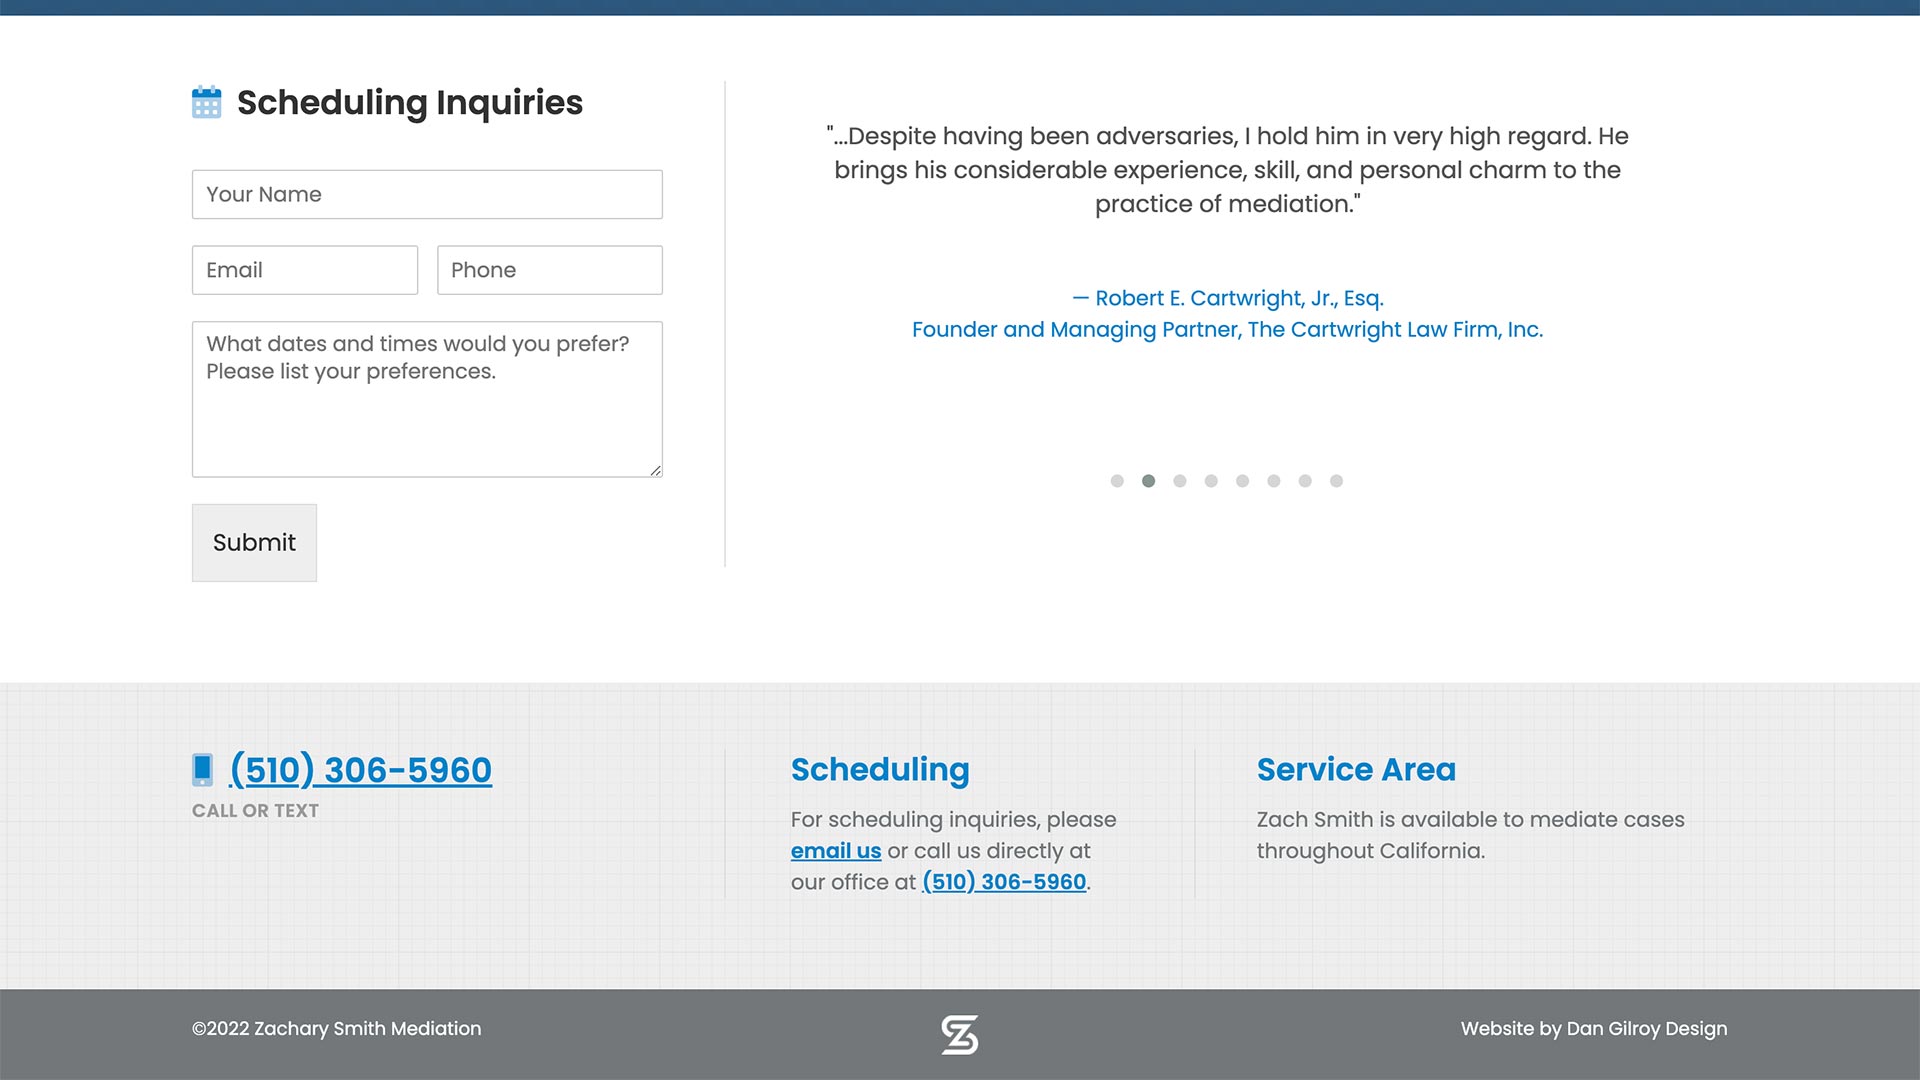 Scheduling Inquiries
Your Name
Email
Phone
What dates and times would you prefer?
Please list your preferences.
Submit
"...Despite having been adversaries, I hold him in very high regard. He
brings his considerable experience, skill, and personal charm to the
practice of mediation."
— Robert E. Cartwright, Jr., Esq.
Founder and Managing Partner, The Cartwright Law Firm, Inc.
(510) 306-5960
CALL OR TEXT
Scheduling
For scheduling inquiries, please
email us or call us directly at
our office at (510) 306-5960.
Service Area
Zach Smith is available to mediate cases
throughout California.
©2022 Zachary Smith Mediation
Website by Dan Gilroy Design